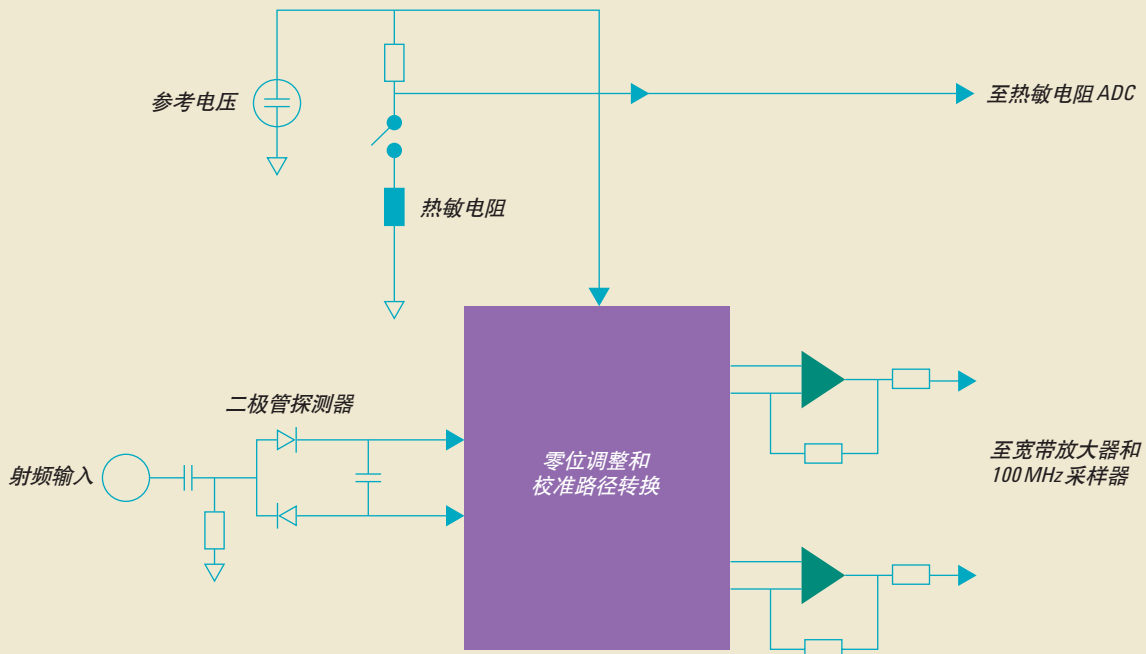 参考电压
至热敏电阻 ADC
热敏电阻
二极管探测器
射频输入
零位调整和
校准路径转换
至宽带放大器和
100 MHz 采样器